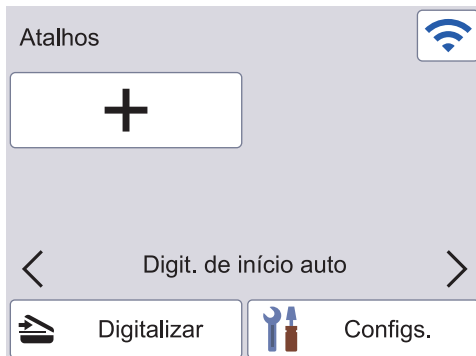 Atalhos
Digit. de início auto
Digitalizar
Configs.